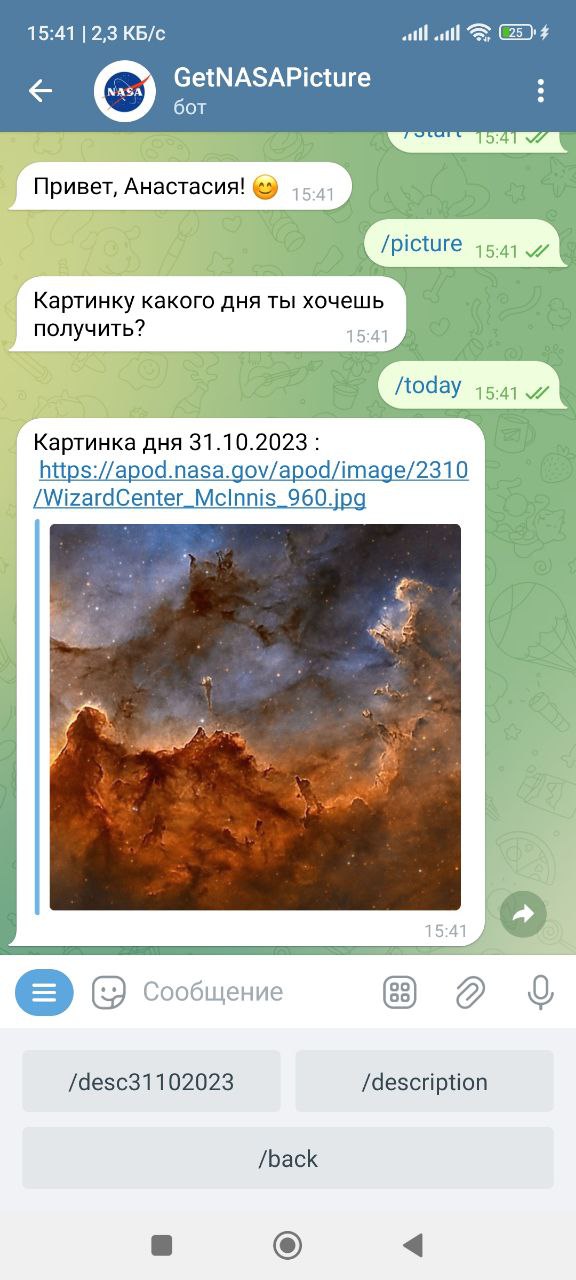 15:41 | 2,3 КБ/с
25
NASA
GetNASAPicture
бот
/start 15:41
Привет, Анастасия! 😊 15:41
/picture 15:41
Картинку какого дня ты хочешь
получить?
15:41
/today 15:41
Картинка дня 31.10.2023 :
https://apod.nasa.gov/apod/image/2310
/WizardCenter_McInnis_960.jpg
15:41
Сообщение
/desc31102023
/description
/back